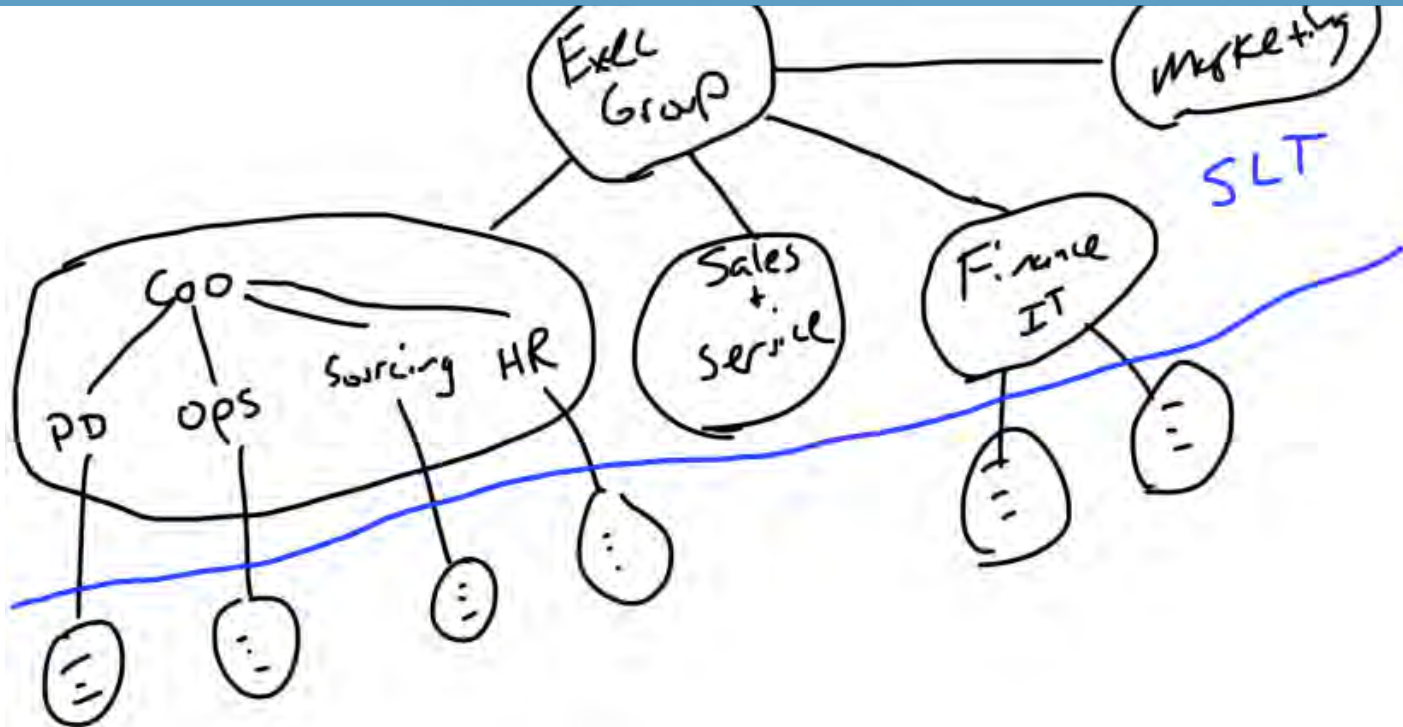 Exec
Group
Marketing
SLT
COO
PD
OPS
Sourcing
HR
Sales
+
Service
Finance
IT